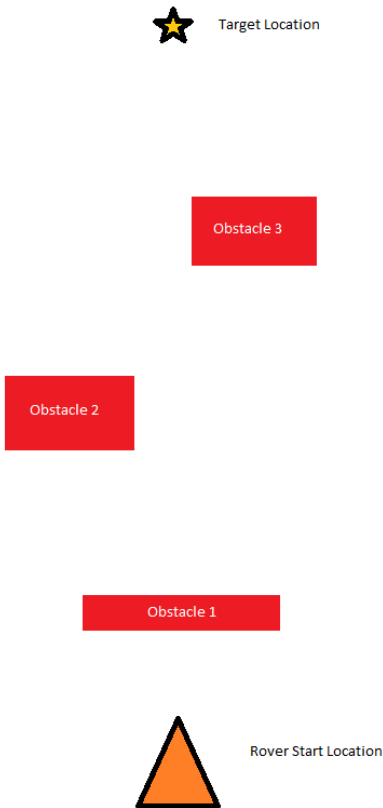 Target Location
Obstacle 3
Obstacle 2
Obstacle 1
Rover Start Location